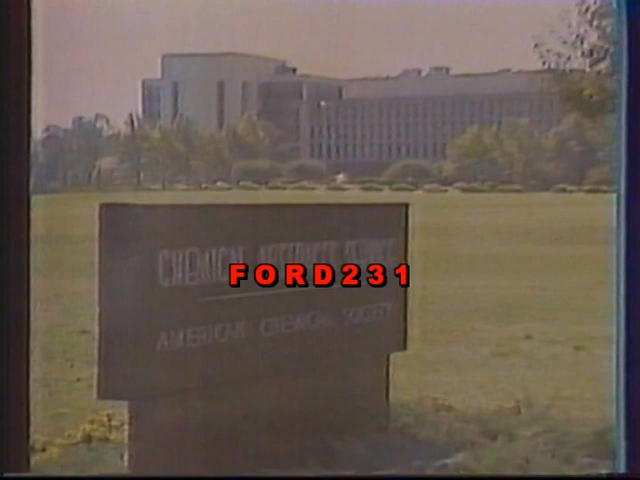 CHEMICAL ABSTRACTS SERVICE
FORD231
AMERICAN CHEMICAL SOCIETY